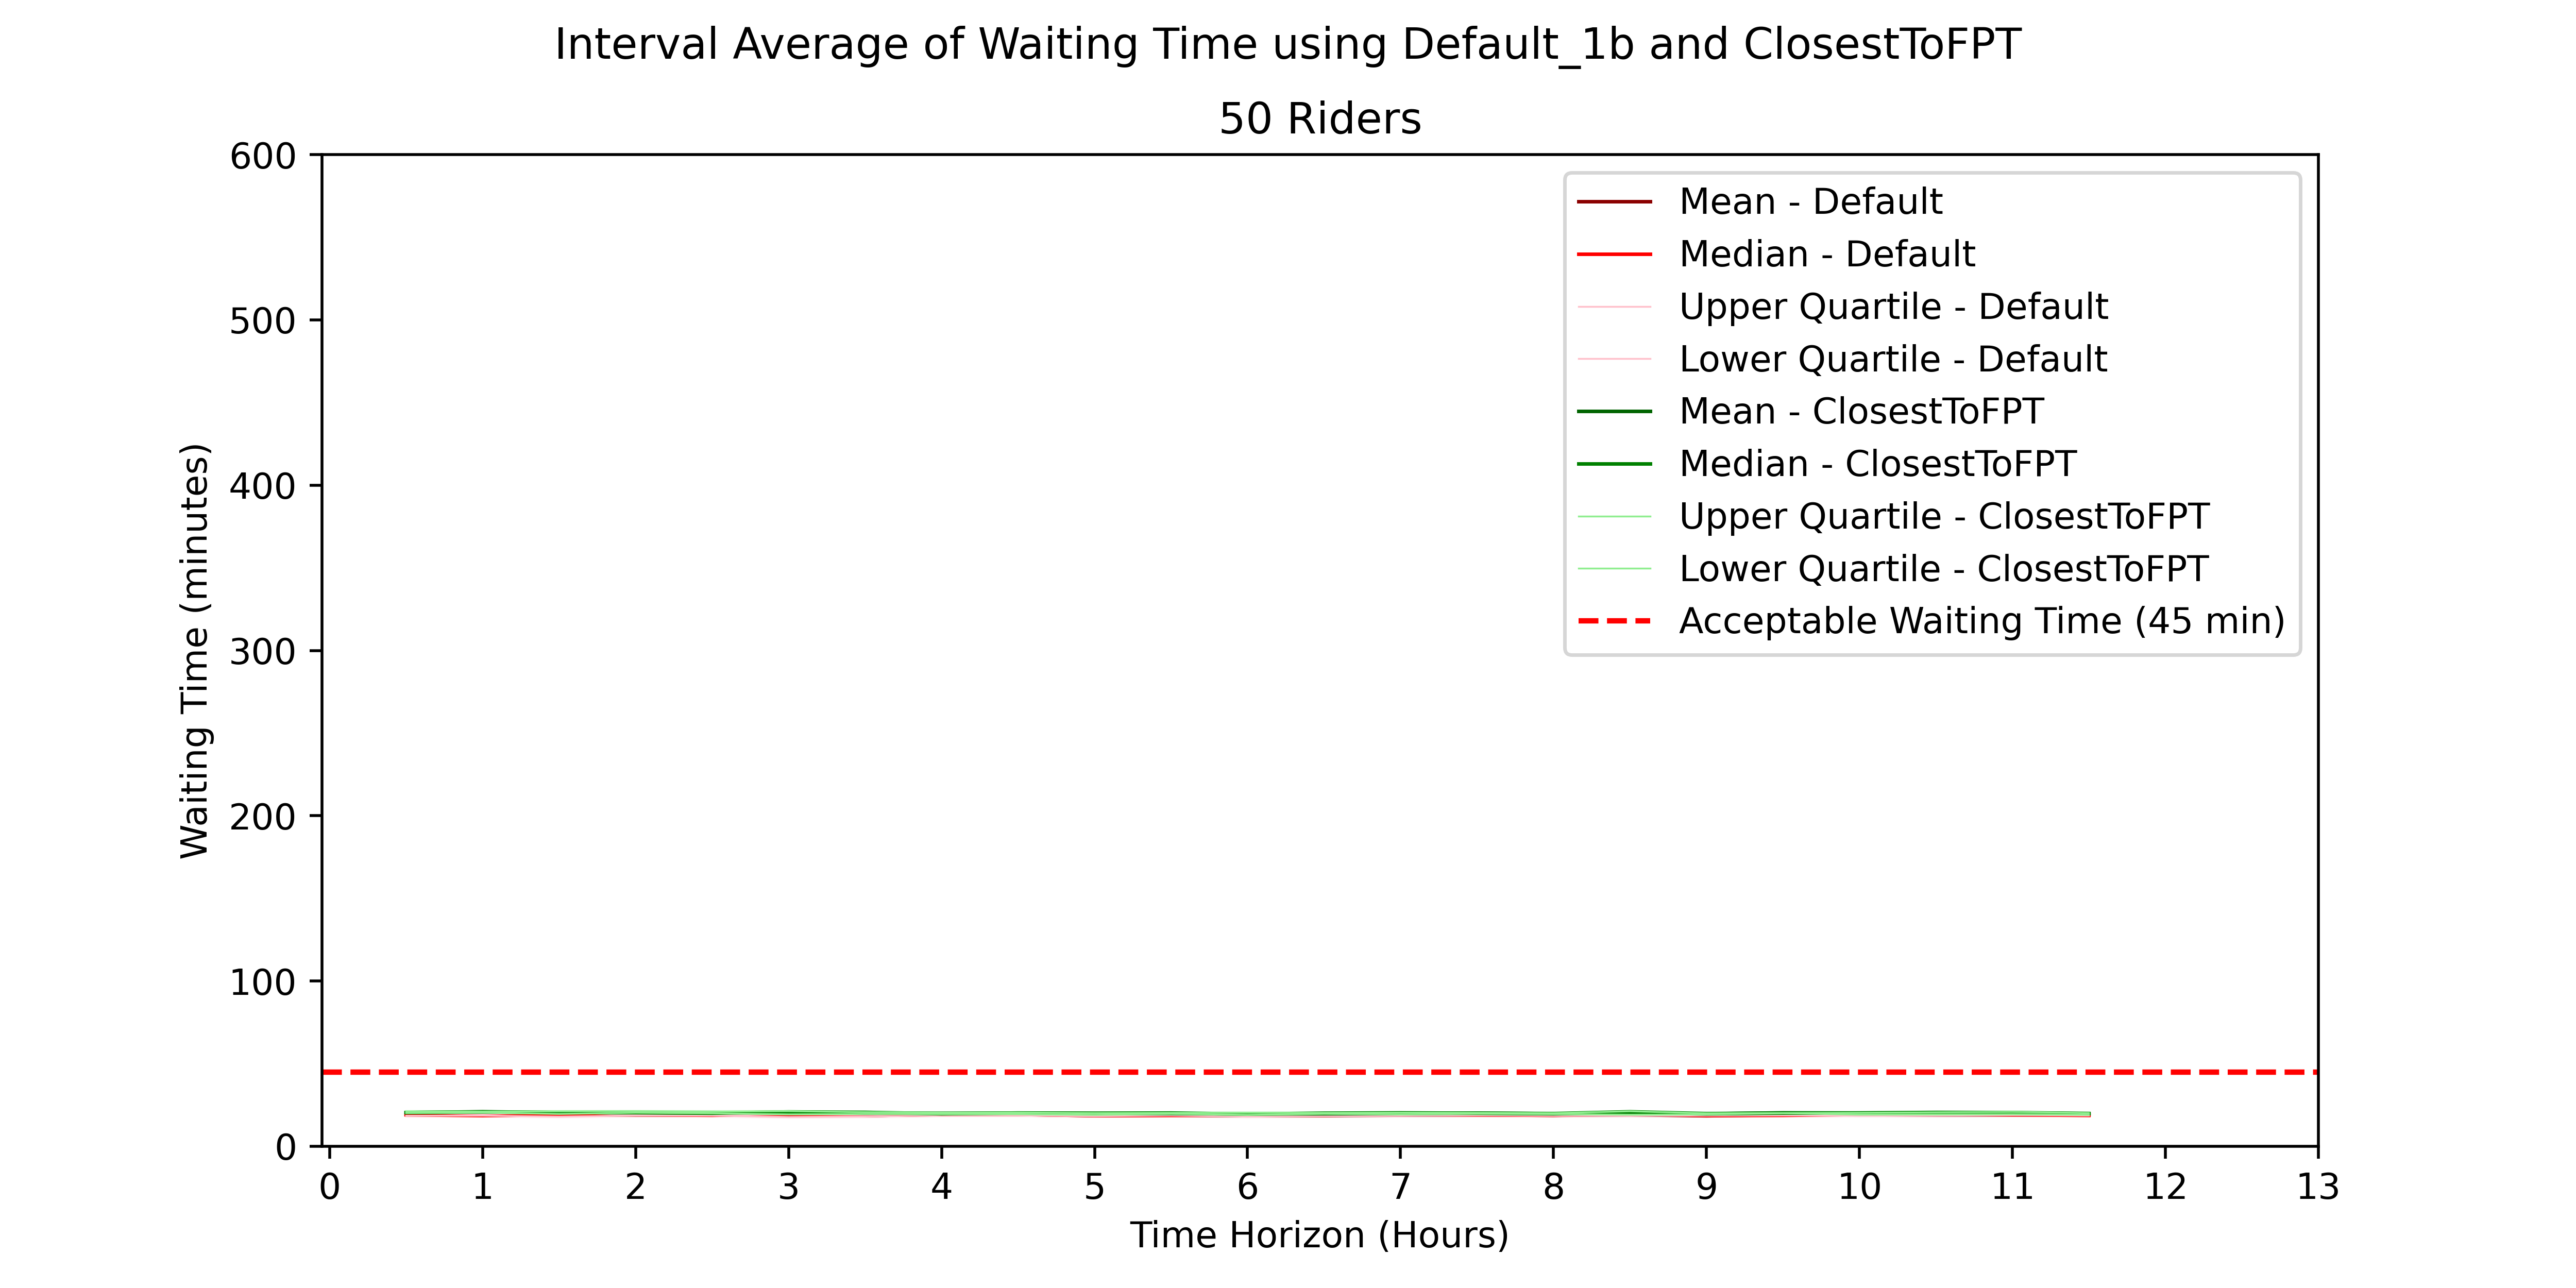 Interval Average of Waiting Time using Default_1b and ClosestToFPT
50 Riders
600
500
400
300
200
100
0
Waiting Time (minutes)
Mean - Default
Median - Default
Upper Quartile - Default
Lower Quartile - Default
Mean - ClosestToFPT
Median - ClosestToFPT
Upper Quartile - ClosestToFPT
Lower Quartile - ClosestToFPT
Acceptable Waiting Time (45 min)
0 1 2 3 4 5 6 7 8 9 10 11 12 13
Time Horizon (Hours)